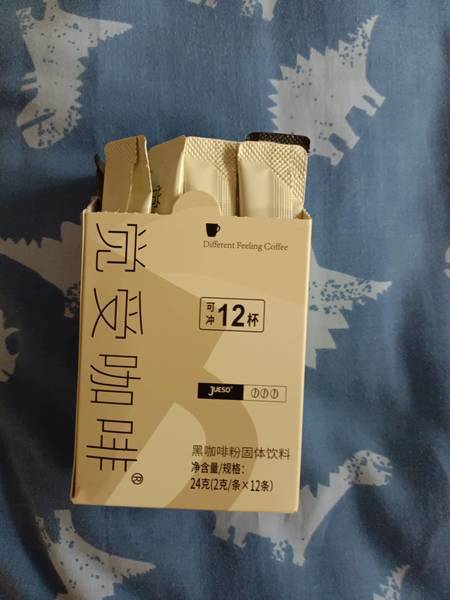 Different Feeling Coffee
觉受咖啡®
可冲 12杯
JUESO®
黑咖啡粉固体饮料
净含量/规格:
24克(2克/条×12条)